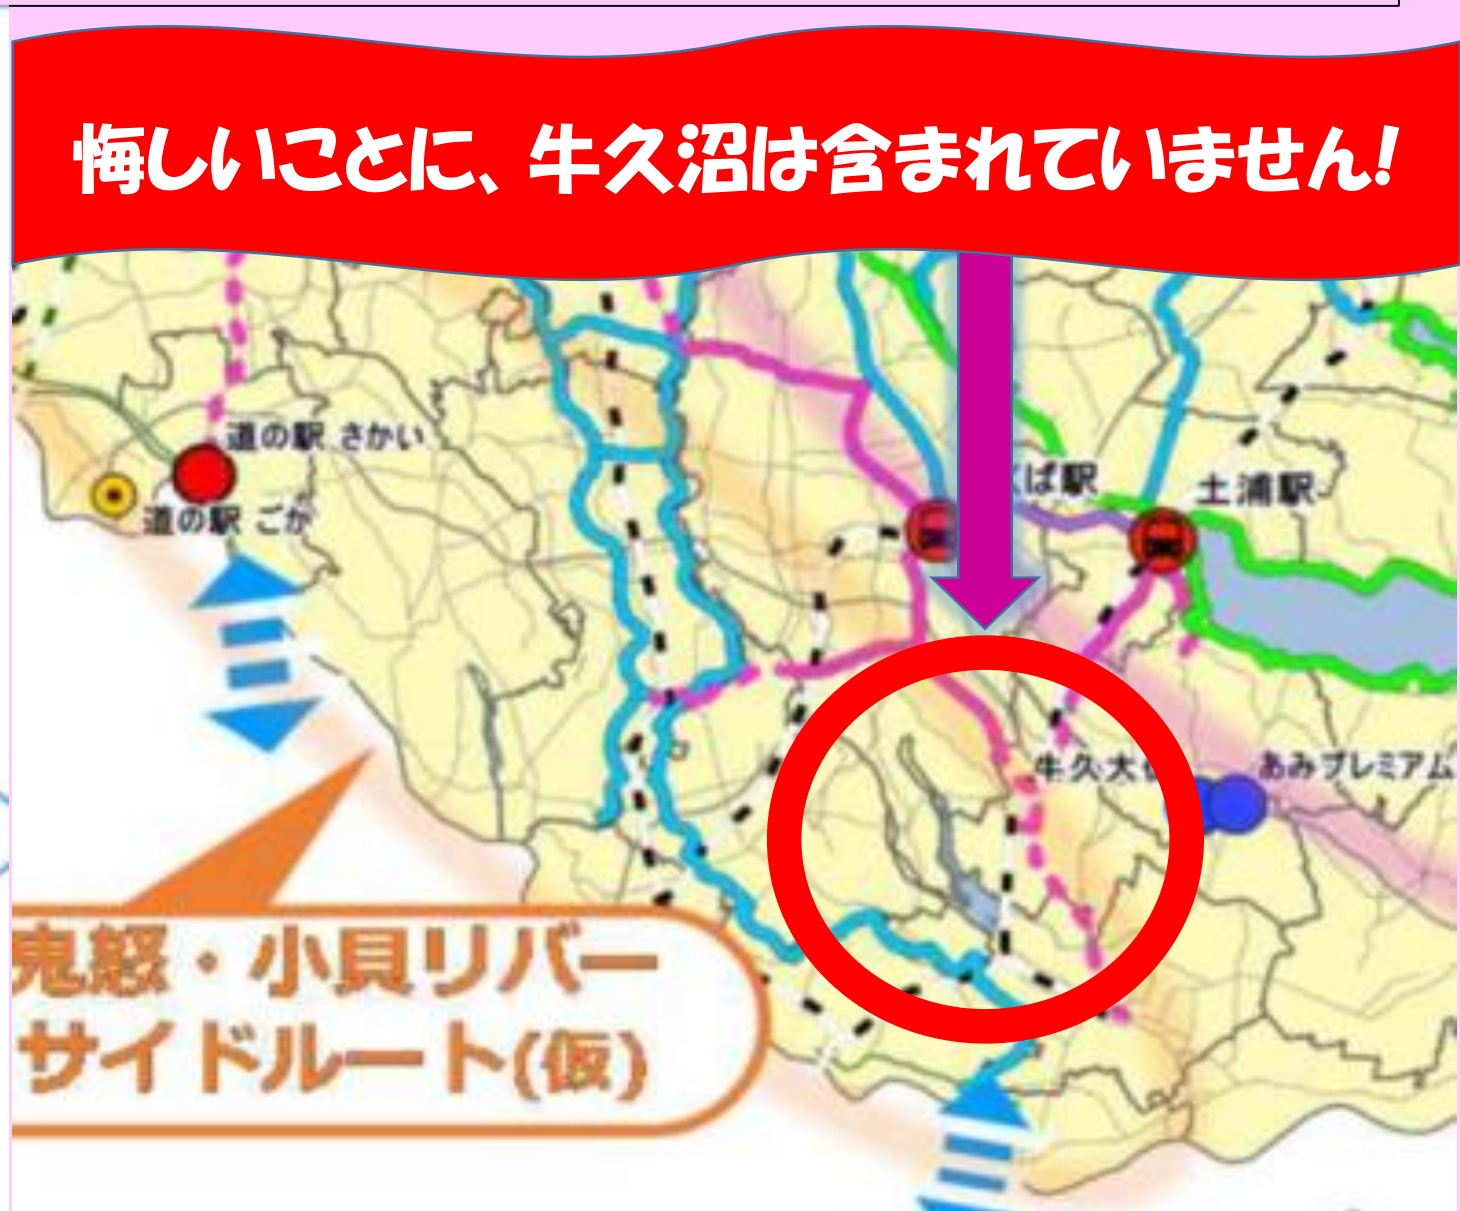 悔しいことに、牛久沼は含まれていません!
道の駅 さかい
道の駅 ごか
ば駅
土浦駅
牛久大
あみプレミアム
鬼怒・小貝リバー
サイドルート(仮)